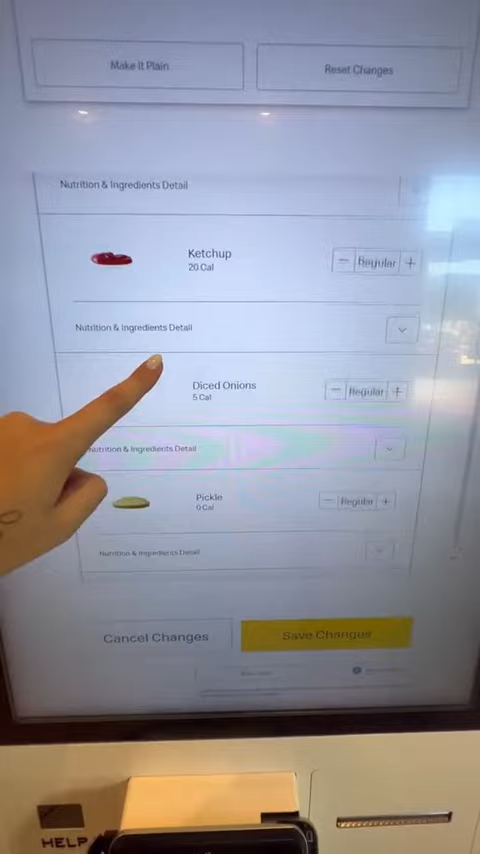 Make It Plain
Reset Changes
Nutrition & Ingredients Detail
Ketchup
20 Cal
− Regular +
Nutrition & Ingredients Detail
Diced Onions
5 Cal
− Regular +
Nutrition & Ingredients Detail
Pickle
0 Cal
− Regular +
Nutrition & Ingredients Detail
Cancel Changes
Save Changes
HELP